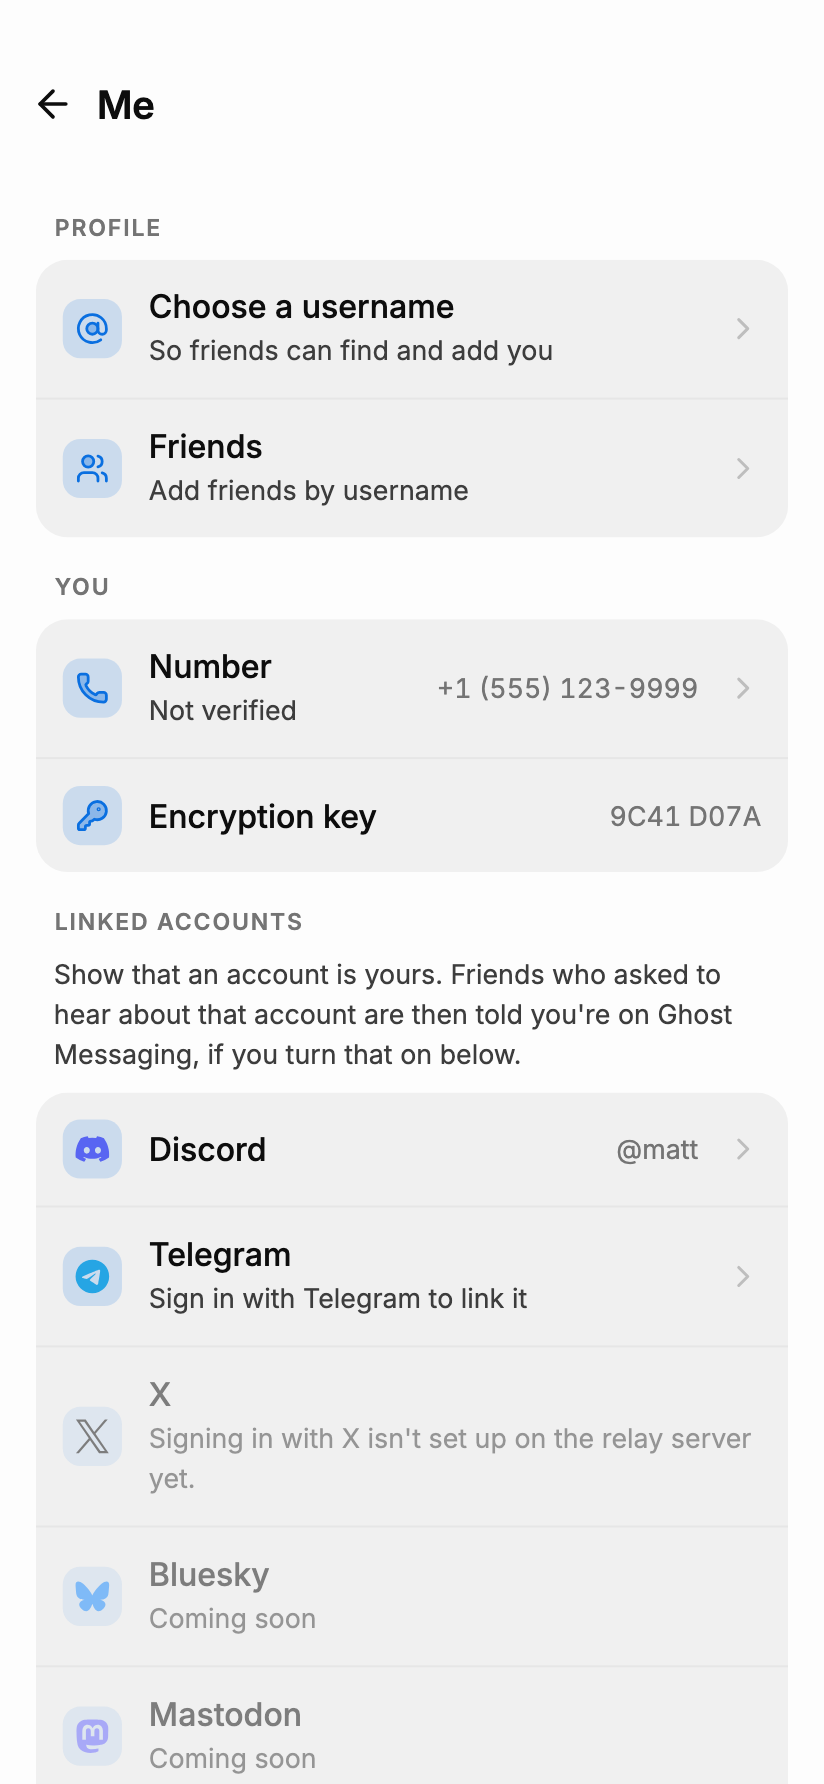 Me
PROFILE
Choose a username
So friends can find and add you
Friends
Add friends by username
YOU
Number
Not verified
+1 (555) 123-9999
Encryption key
9C41 D07A
LINKED ACCOUNTS
Show that an account is yours. Friends who asked to
hear about that account are then told you're on Ghost
Messaging, if you turn that on below.
Discord
@matt
Telegram
Sign in with Telegram to link it
X
Signing in with X isn't set up on the relay server
yet.
Bluesky
Coming soon
Mastodon
Coming soon